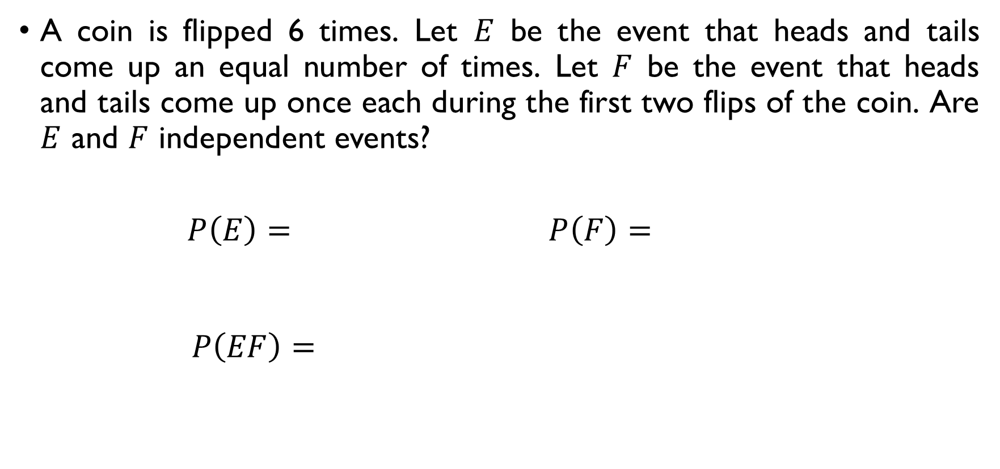 • A coin is flipped 6 times. Let E be the event that heads and tails
come up an equal number of times. Let F be the event that heads
and tails come up once each during the first two flips of the coin. Are
E and F independent events?
P(E) = P(F) =
P(EF) =